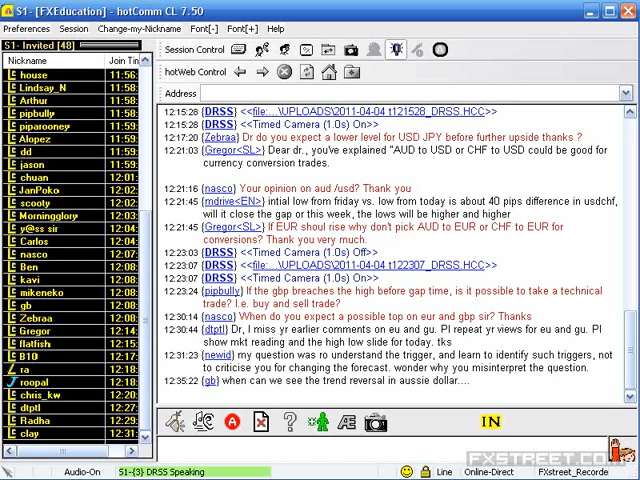 S1- [FXEducation] - hotComm CL 7.50
Preferences Session Change-my-Nickname Font[-] Font[+] Help
S1- Invited [48]
Session Control
Nickname Join Tim
hotWeb Control
Address
house 11:56:
Lindsay_N 11:56:
Arthur 11:56:
pipbully 11:56:
piparooney 11:57:
Alopez 11:57:
dd 11:57:
jason 11:57:
chuan 12:01:
JanPoko 12:02:
scooty 12:02:
Morningglory 12:03:
y@ss sir 12:04:
Carlos 12:04:
nasco 12:07:
Ben 12:08:
kavi 12:08:
mikeneko 12:08:
gb 12:08:
Zebraa 12:08:
Gregor 12:14:
flatfish 12:15:
B10 12:17:
ra 12:18:
roopal 12:18:
chris_kw 12:20:
dtptl 12:27:
Radha 12:29:
clay 12:31:
12:15:28 {DRSS} <<file:...\UPLOADS\2011-04-04 t121528_DRSS.HCC>>
12:15:28 {DRSS} <<Timed Camera (1.0s) On>>
12:17:20 {Zebraa} Dr do you expect a lower level for USD JPY before further upside thanks ?
12:21:03 {Gregor<SL} Dear dr., you've explained "AUD to USD or CHF to USD could be good for
currency conversion trades.
12:21:16 {nasco} Your opinion on aud /usd? Thank you
12:21:45 {mdrive<EN} intial low from friday vs. low from today is about 40 pips difference in usdchf,
will it close the gap or this week, the lows will be higher and higher
12:21:45 {Gregor<SL} If EUR shoul rise why don't pick AUD to EUR or CHF to EUR for
conversions? Thank you very much.
12:23:03 {DRSS} <<Timed Camera (1.0s) Off>>
12:23:07 {DRSS} <<file:...\UPLOADS\2011-04-04 t122307_DRSS.HCC>>
12:23:07 {DRSS} <<Timed Camera (1.0s) On>>
12:23:24 {pipbully} If the gbp breaches the high before gap time, is it possible to take a technical
trade? I.e. buy and sell trade?
12:30:14 {nasco} When do you expect a possible top on eur and gbp sir? Thanks
12:30:44 {dtptl} Dr, I miss yr earlier comments on eu and gu. Pl repeat yr views for eu and gu. Pl
show mkt reading and the high low slide for today. tks
12:31:23 {newid} my question was ro understand the trigger, and learn to identify such triggers, not
to criticise you for changing the forecast. wonder why you misinterpret the question.
12:35:22 {gb} when can we see the trend reversal in aussie dollar....
A ? Æ IN
FXSTREET.COM
Audio-On S1-{3} DRSS Speaking Line Online-Direct FXstreet_Recorde